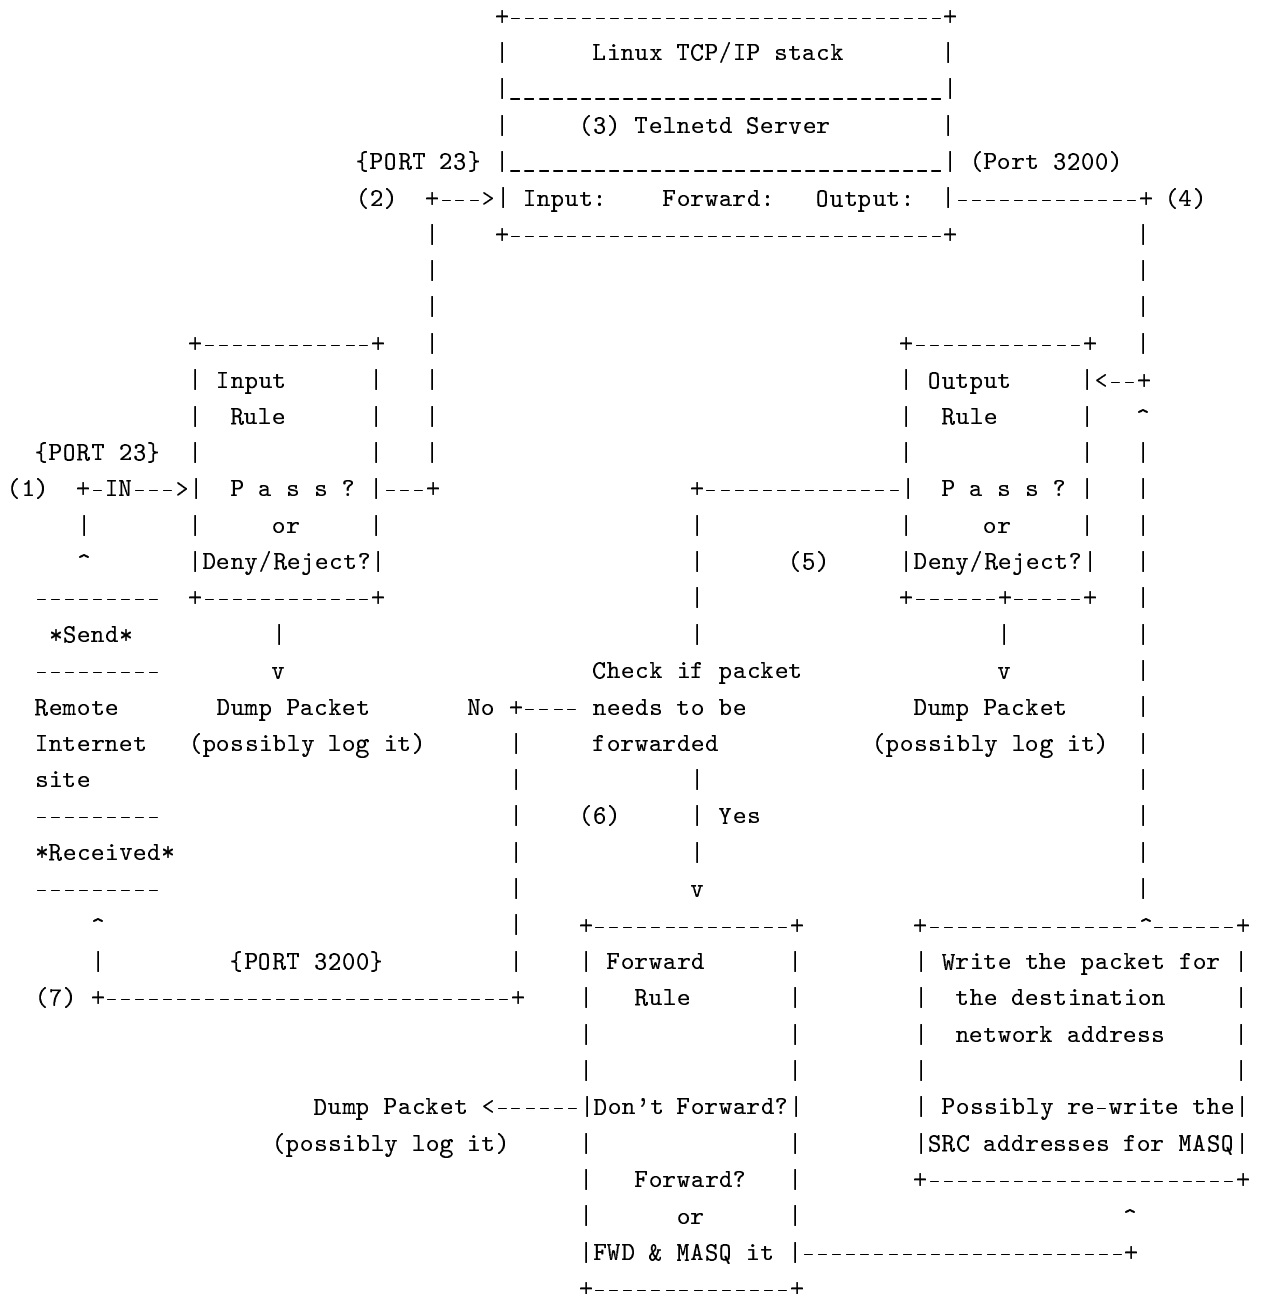 +-------------------------------+
| Linux TCP/IP stack |
|_______________________________|
| (3) Telnetd Server |
{PORT 23} |_______________________________| (Port 3200)
(2) +--->| Input: Forward: Output: |-------------+ (4)
| +-------------------------------+ |
| |
| |
+------------+ | +------------+ |
| Input | | | Output |<--+
| Rule | | | Rule | ^
{PORT 23} | | | | | |
(1) +-IN--->| P a s s ? |---+ +--------------| P a s s ? | |
| | or | | | or | |
^ |Deny/Reject?| | (5) |Deny/Reject?| |
--------- +------------+ | +------+-----+ |
*Send* | | | |
--------- v Check if packet v |
Remote Dump Packet No +---- needs to be Dump Packet |
Internet (possibly log it) | forwarded (possibly log it) |
site | | |
--------- | (6) | Yes |
*Received* | | |
--------- | v |
^ | +--------------+ +---------------^------+
| {PORT 3200} | | Forward | | Write the packet for |
(7) +-----------------------------+ | Rule | | the destination |
| | | network address |
| | | |
Dump Packet <------|Don't Forward?| | Possibly re-write the|
(possibly log it) | | |SRC addresses for MASQ|
| Forward? | +----------------------+
| or | ^
|FWD & MASQ it |-----------------------+
+--------------+